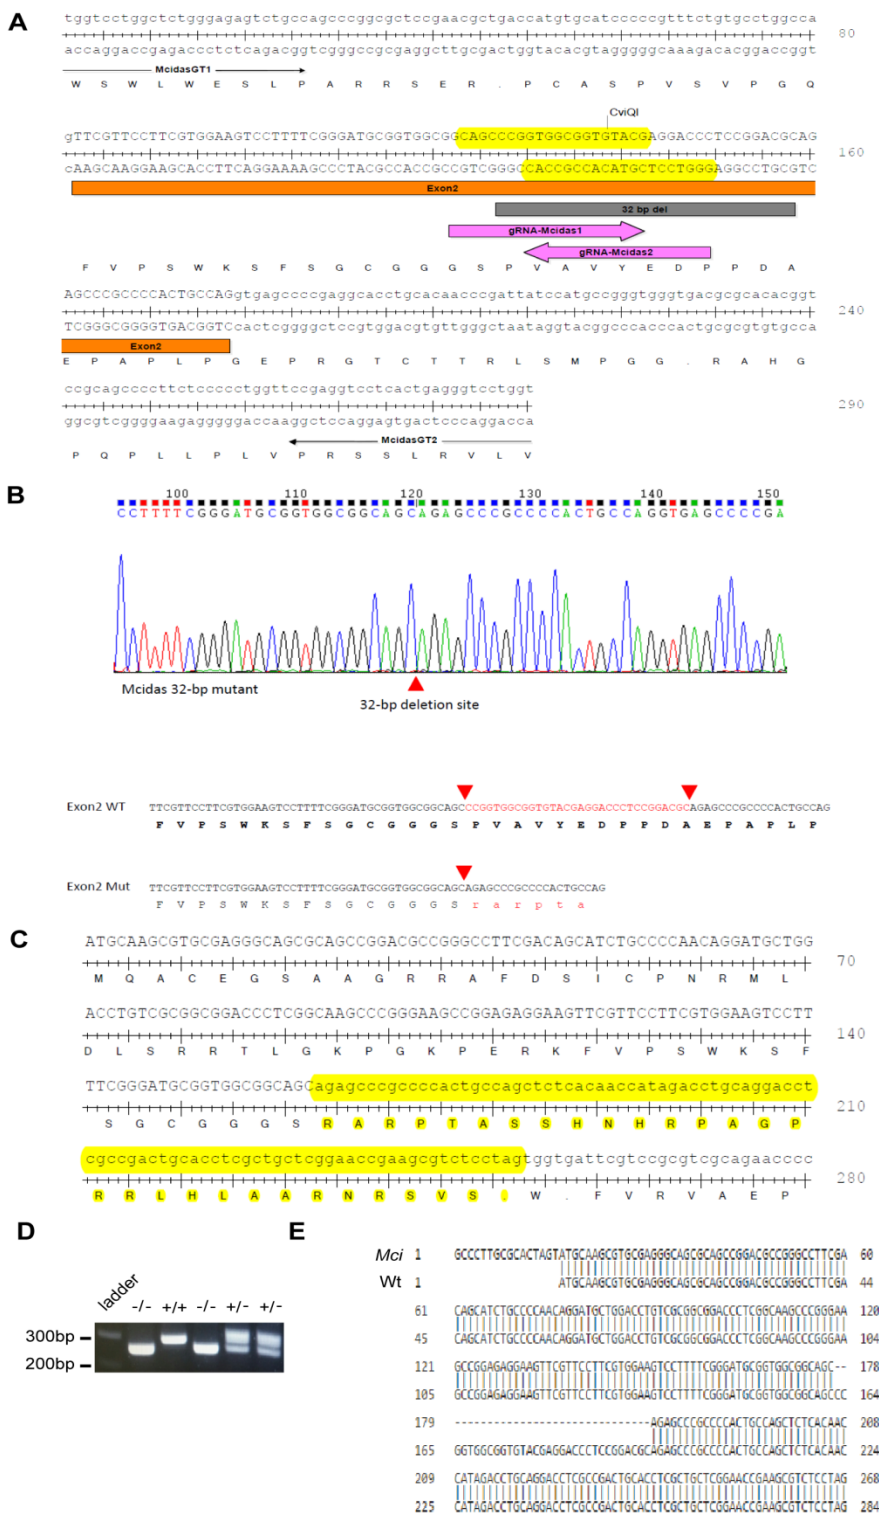 A
tggtcctggctctgggagagtctgccagcccggcgctccgaacgctgaccatgtgcatcccccgtttctgtgcctggcca
80
accaggaccgagaccctctcagacggtcgggccgcgaggcttgcgactggtacacgtagggggcaaagacacggaccggt
McidasGT1
W S W L W E S L P A R R S E R . P C A S P V S V P G Q
CviQI
gTTCGTTCCTTCGTGGAAGTCCTTTTCGGGATGCGGTGGCGGCAGCCCGGTGGCGGTGTACGAGGACCCTCCGGACGCAG
160
cAAGCAAGGAAGCACCTTCAGGAAAAGCCCTACGCCACCGCCGTCGGGCCACCGCCACATGCTCCTGGGAGGCCTGCGTC
Exon2
32 bp del
gRNA-Mcidas1
gRNA-Mcidas2
F V P S W K S F S G C G G G S P V A V Y E D P P D A
AGCCCGCCCCACTGCCAGgtgagccccgaggcacctgcacaacccgattatccatgccgggtgggtgacgcgcacacggt
240
TCGGGCGGGGTGACGGTCcactcggggctccgtggacgtgttgggctaataggtacggcccacccactgcgcgtgtgcca
Exon2
E P A P L P G E P R G T C T T R L S M P G G . R A H G
ccgcagccccttctccccctggttccgaggtcctcactgagggtcctggt
290
ggcgtcggggaagagggggaccaaggctccaggagtgactcccaggacca
McidasGT2
P Q P L L P L V P R S S L R V L V
B
100 110 120 130 140 150
CCTTTTCGGGATGCGGTGGCGGCAGCAGAGCCCGCCCCACTGCCAGGTGAGCCCCGA
Mcidas 32-bp mutant
32-bp deletion site
Exon2 WT TTCGTTCCTTCGTGGAAGTCCTTTTCGGGATGCGGTGGCGGCAGCCCGGTGGCGGTGTACGAGGACCCTCCGGACGCAGAGCCCGCCCCACTGCCAG
F V P S W K S F S G C G G G S P V A V Y E D P P D A E P A P L P
Exon2 Mut TTCGTTCCTTCGTGGAAGTCCTTTTCGGGATGCGGTGGCGGCAGCAGAGCCCGCCCCACTGCCAG
F V P S W K S F S G C G G G S r a r p t a
C
ATGCAAGCGTGCGAGGGCAGCGCAGCCGGACGCCGGGCCTTCGACAGCATCTGCCCCAACAGGATGCTGG
70
M Q A C E G S A A G R R A F D S I C P N R M L
ACCTGTCGCGGCGGACCCTCGGCAAGCCCGGGAAGCCGGAGAGGAAGTTCGTTCCTTCGTGGAAGTCCTT
140
D L S R R T L G K P G K P E R K F V P S W K S F
TTCGGGATGCGGTGGCGGCAGCagagcccgccccactgccagctctcacaaccatagacctgcaggacct
210
S G C G G G S R A R P T A S S H N H R P A G P
cgccgactgcacctcgctgctcggaaccgaagcgtctcctagtggtgattcgtccgcgtcgcagaacccc
280
R R L H L A A R N R S V S . W . F V R V A E P
D
ladder
-/- +/+ -/- +/- +/-
300bp
200bp
E
Mci 1 GCCCTTGCGCACTAGTATGCAAGCGTGCGAGGGCAGCGCAGCCGGACGCCGGGCCTTCGA 60
Wt 1 ATGCAAGCGTGCGAGGGCAGCGCAGCCGGACGCCGGGCCTTCGA 44
61 CAGCATCTGCCCCAACAGGATGCTGGACCTGTCGCGGCGGACCCTCGGCAAGCCCGGGAA 120
45 CAGCATCTGCCCCAACAGGATGCTGGACCTGTCGCGGCGGACCCTCGGCAAGCCCGGGAA 104
121 GCCGGAGAGGAAGTTCGTTCCTTCGTGGAAGTCCTTTTCGGGATGCGGTGGCGGCAGC-- 178
105 GCCGGAGAGGAAGTTCGTTCCTTCGTGGAAGTCCTTTTCGGGATGCGGTGGCGGCAGCCC 164
179 ------------------------------AGAGCCCGCCCCACTGCCAGCTCTCACAAC 208
165 GGTGGCGGTGTACGAGGACCCTCCGGACGCAGAGCCCGCCCCACTGCCAGCTCTCACAAC 224
209 CATAGACCTGCAGGACCTCGCCGACTGCACCTCGCTGCTCGGAACCGAAGCGTCTCCTAG 268
225 CATAGACCTGCAGGACCTCGCCGACTGCACCTCGCTGCTCGGAACCGAAGCGTCTCCTAG 284